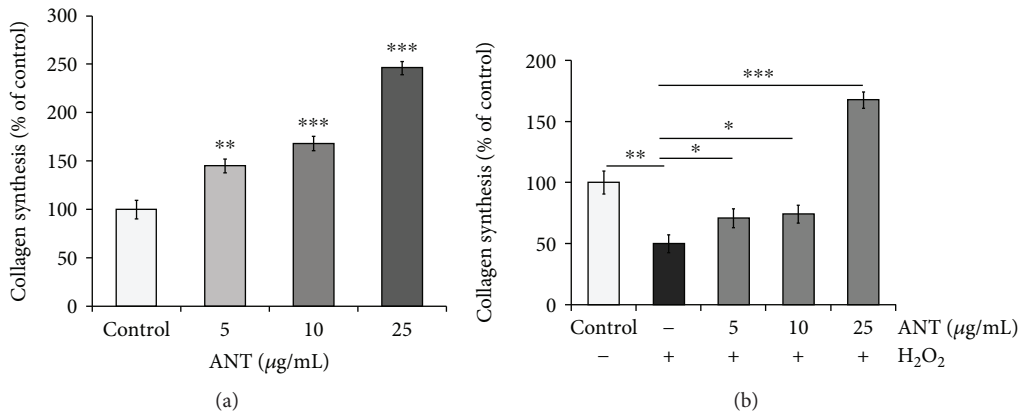 Collagen synthesis (% of control)
300
250
200
150
100
50
0
**
***
***
Control 5 10 25
ANT (μg/mL)
(a)
Collagen synthesis (% of control)
200
150
100
50
0
***
*
**
*
Control − 5 10 25 ANT (μg/mL)
− + + + + H₂O₂
(b)